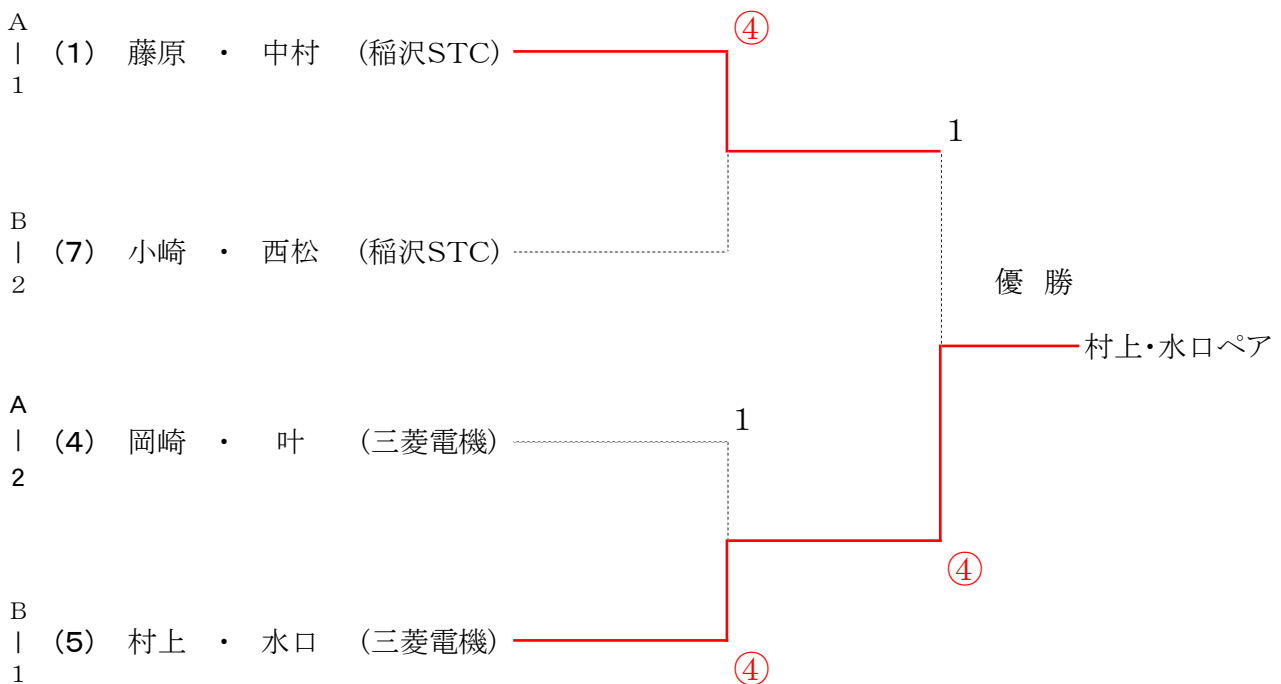 ④
A｜1 (1) 藤原 ・ 中村 (稲沢STC)
1
B｜2 (7) 小崎 ・ 西松 (稲沢STC)
優 勝
村上・水口ペア
1
A｜2 (4) 岡崎 ・ 叶 (三菱電機)
④
B｜1 (5) 村上 ・ 水口 (三菱電機)
④